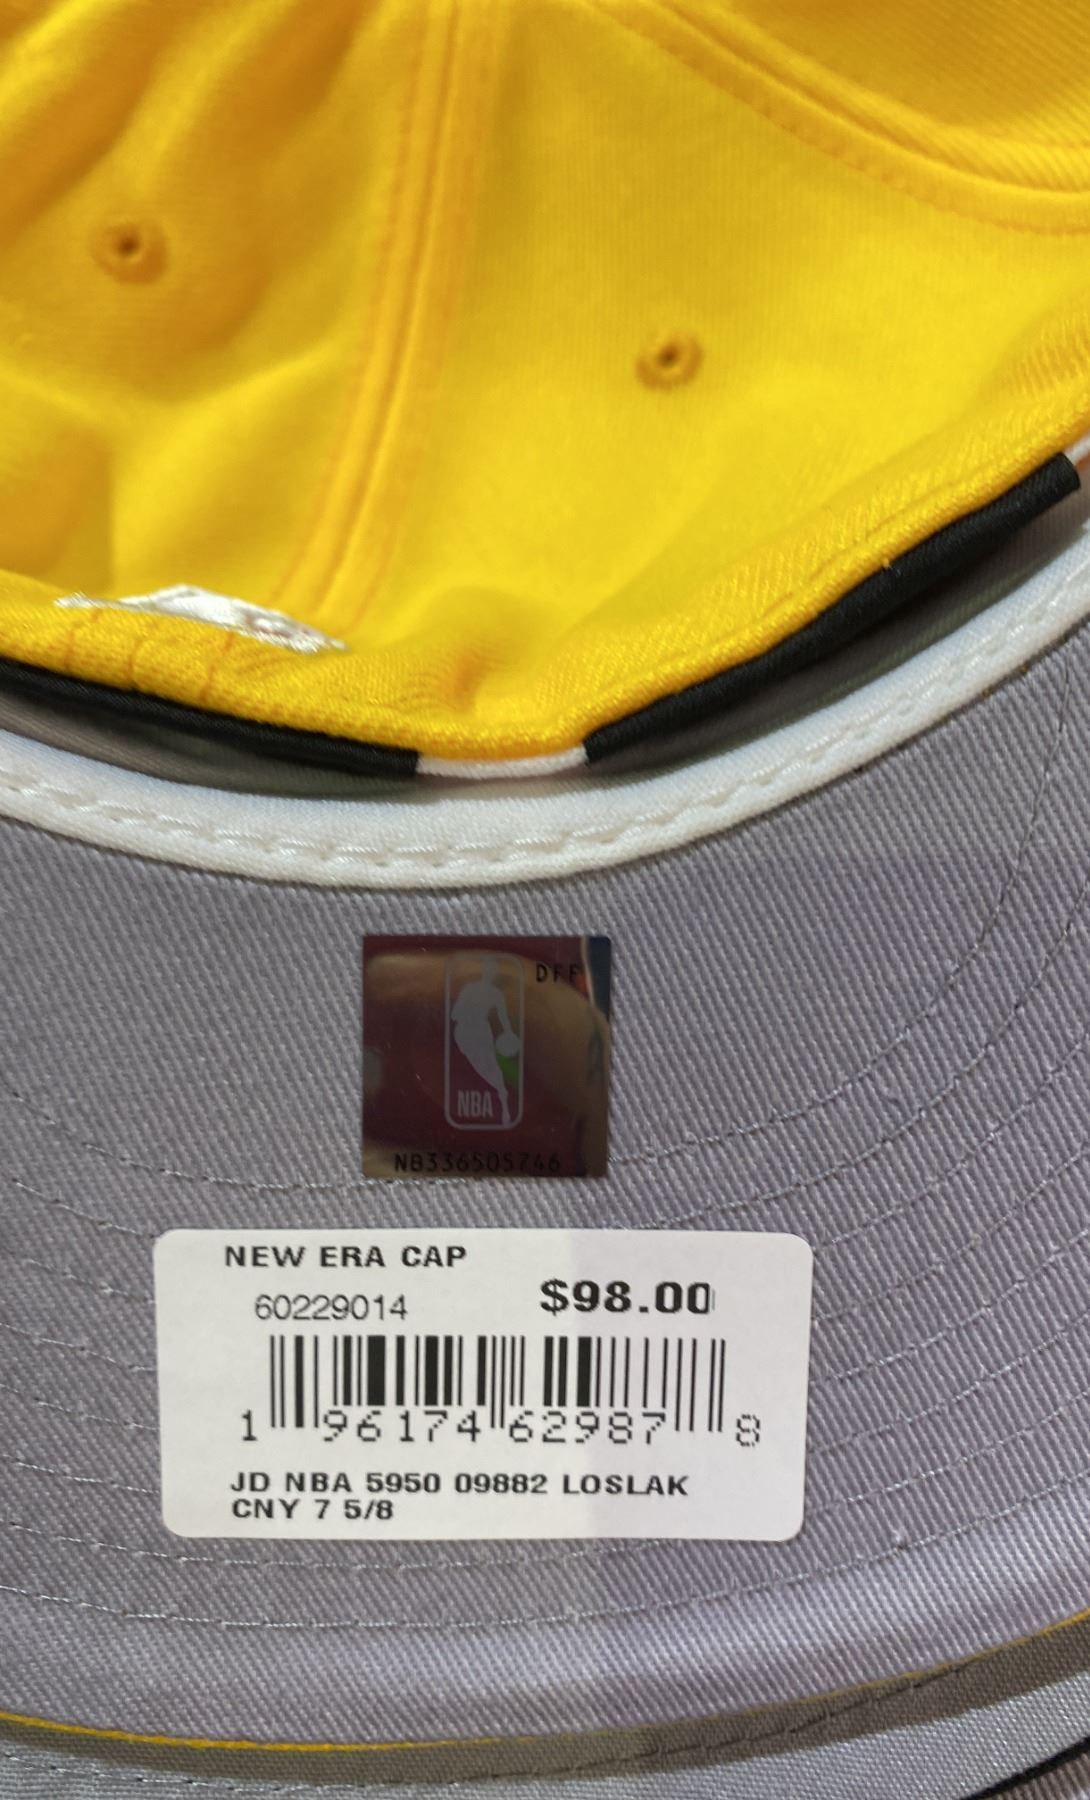 DFF
NBA
NB336505746
NEW ERA CAP
60229014
$98.00
1 96174 62987 8
JD NBA 5950 09882 LOSLAK
CNY 7 5/8